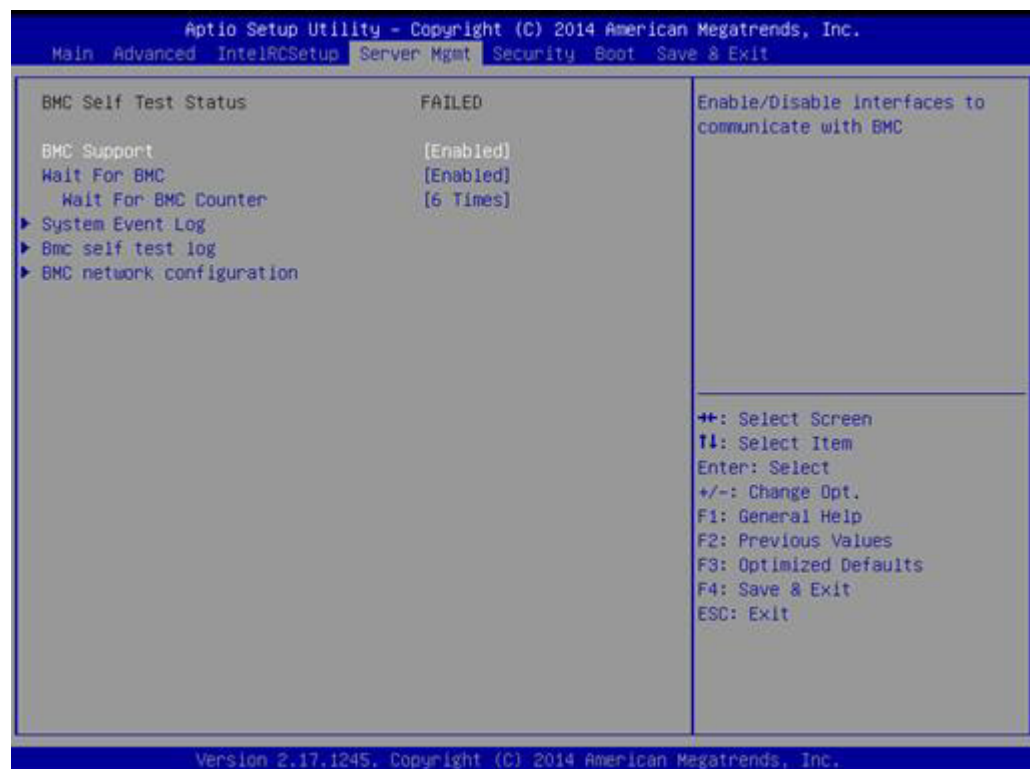 Aptio Setup Utility – Copyright (C) 2014 American Megatrends, Inc.
Main Advanced IntelRCSetup Server Mgmt Security Boot Save & Exit
BMC Self Test Status FAILED
BMC Support [Enabled]
Wait For BMC [Enabled]
Wait For BMC Counter [6 Times]
▶ System Event Log
▶ Bmc self test log
▶ BMC network configuration
Enable/Disable interfaces to
communicate with BMC
→←: Select Screen
↑↓: Select Item
Enter: Select
+/-: Change Opt.
F1: General Help
F2: Previous Values
F3: Optimized Defaults
F4: Save & Exit
ESC: Exit
Version 2.17.1245. Copyright (C) 2014 American Megatrends, Inc.